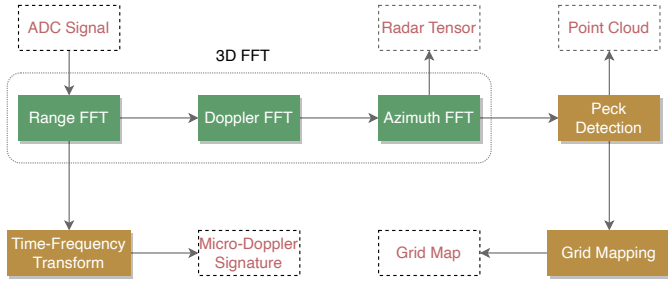 ADC Signal
Radar Tensor
Point Cloud
3D FFT
Range FFT
Doppler FFT
Azimuth FFT
Peck
Detection
Time-Frequency
Transform
Micro-Doppler
Signature
Grid Map
Grid Mapping